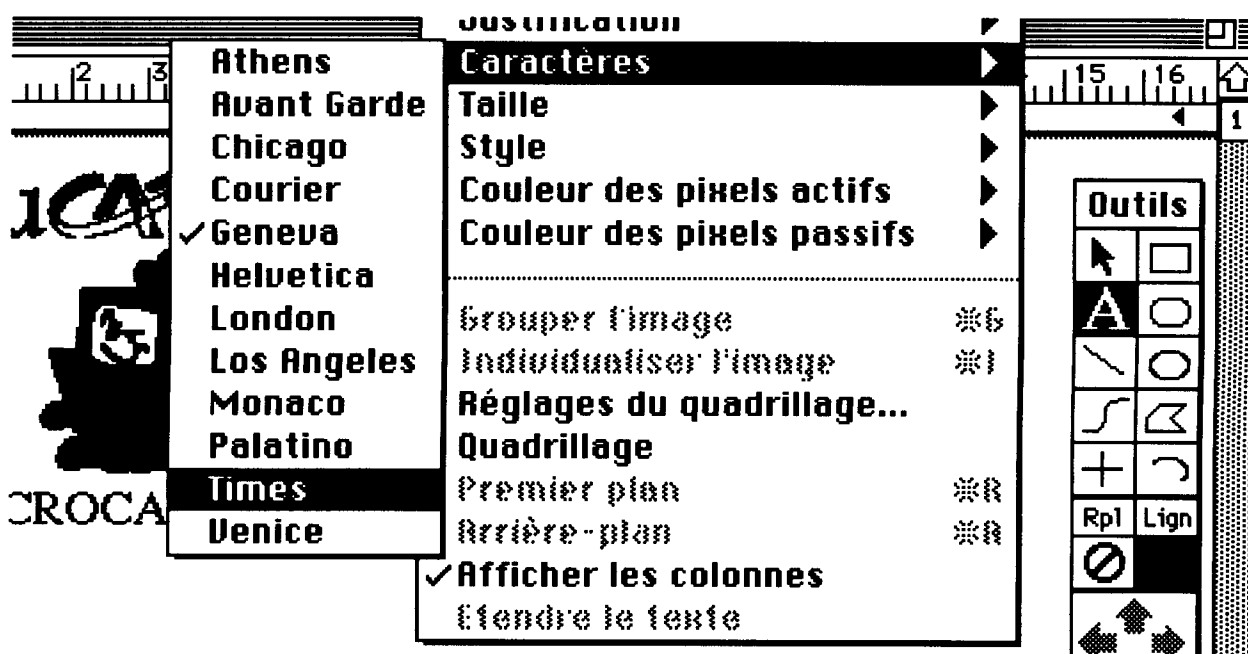 Justification
Caractères
Taille
Style
Couleur des pixels actifs
Couleur des pixels passifs
Grouper l'image ⌘G
Individualiser l'image ⌘I
Réglages du quadrillage...
Quadrillage
Premier plan ⌘R
Arrière-plan ⌘A
✓Afficher les colonnes
Etendre le texte
Athens
Avant Garde
Chicago
Courier
✓Geneva
Helvetica
London
Los Angeles
Monaco
Palatino
Times
Venice
2 3
15 16
1
CROCA
Outils
A
Rpl Lign